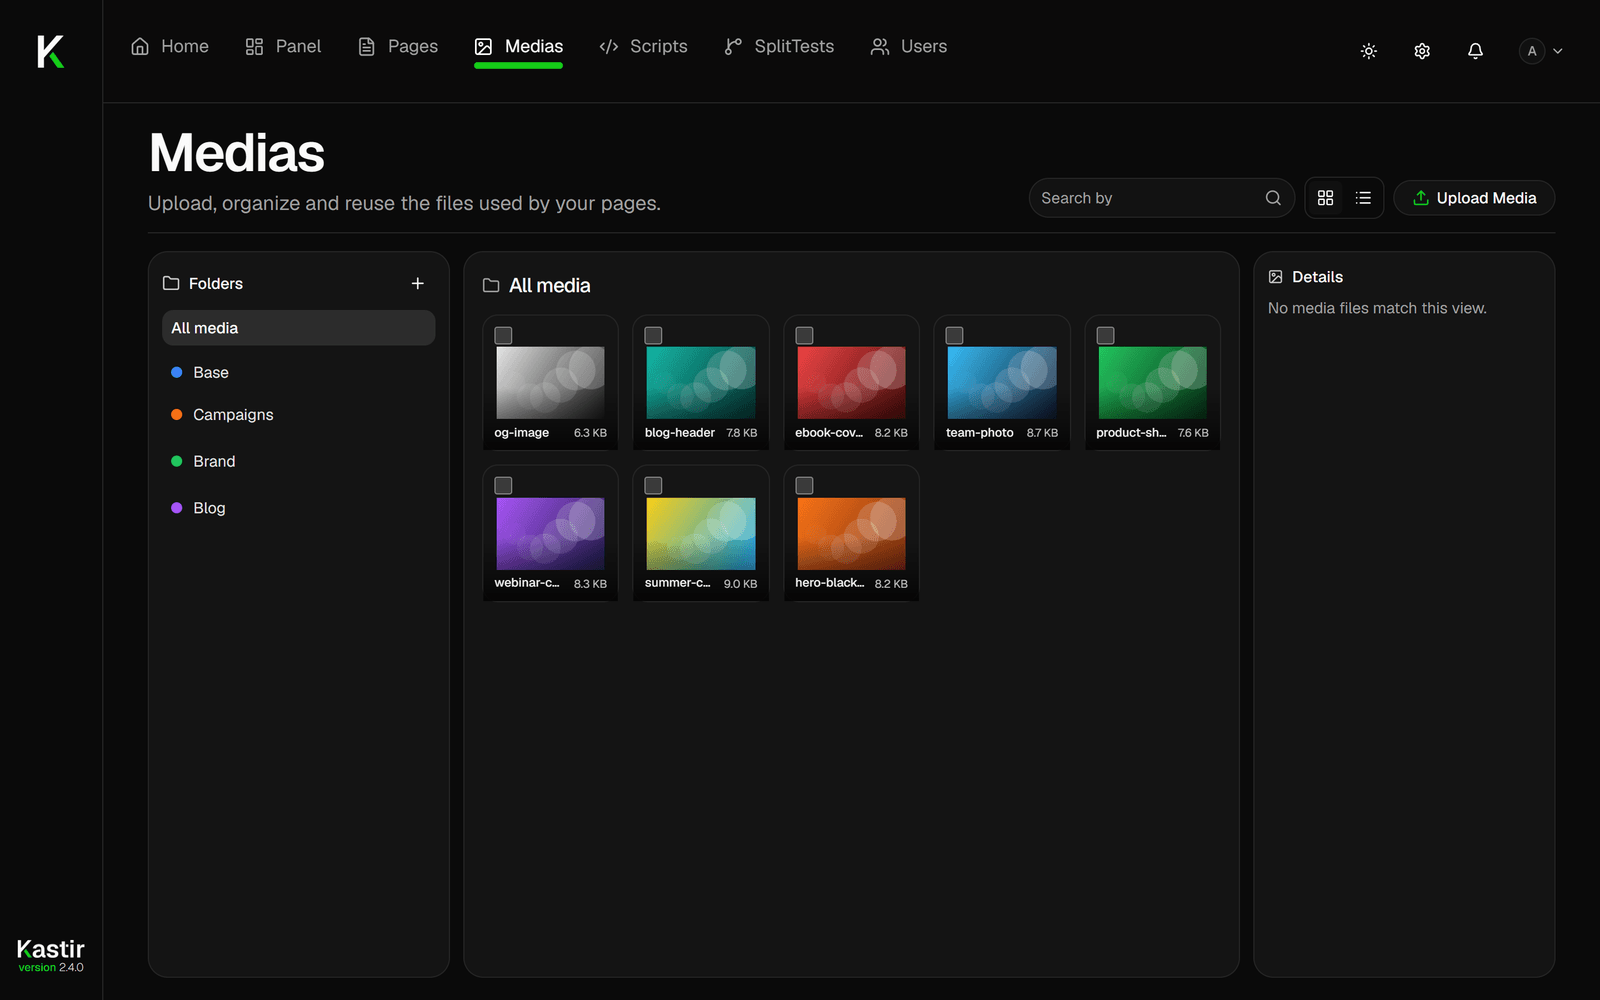 Home
Panel
Pages
Medias
Scripts
SplitTests
Users
A
Medias
Upload, organize and reuse the files used by your pages.
Search by
Upload Media
Folders
All media
Base
Campaigns
Brand
Blog
All media
og-image 6.3 KB
blog-header 7.8 KB
ebook-cov... 8.2 KB
team-photo 8.7 KB
product-sh... 7.6 KB
webinar-c... 8.3 KB
summer-c... 9.0 KB
hero-black... 8.2 KB
Details
No media files match this view.
Kastir
version 2.4.0